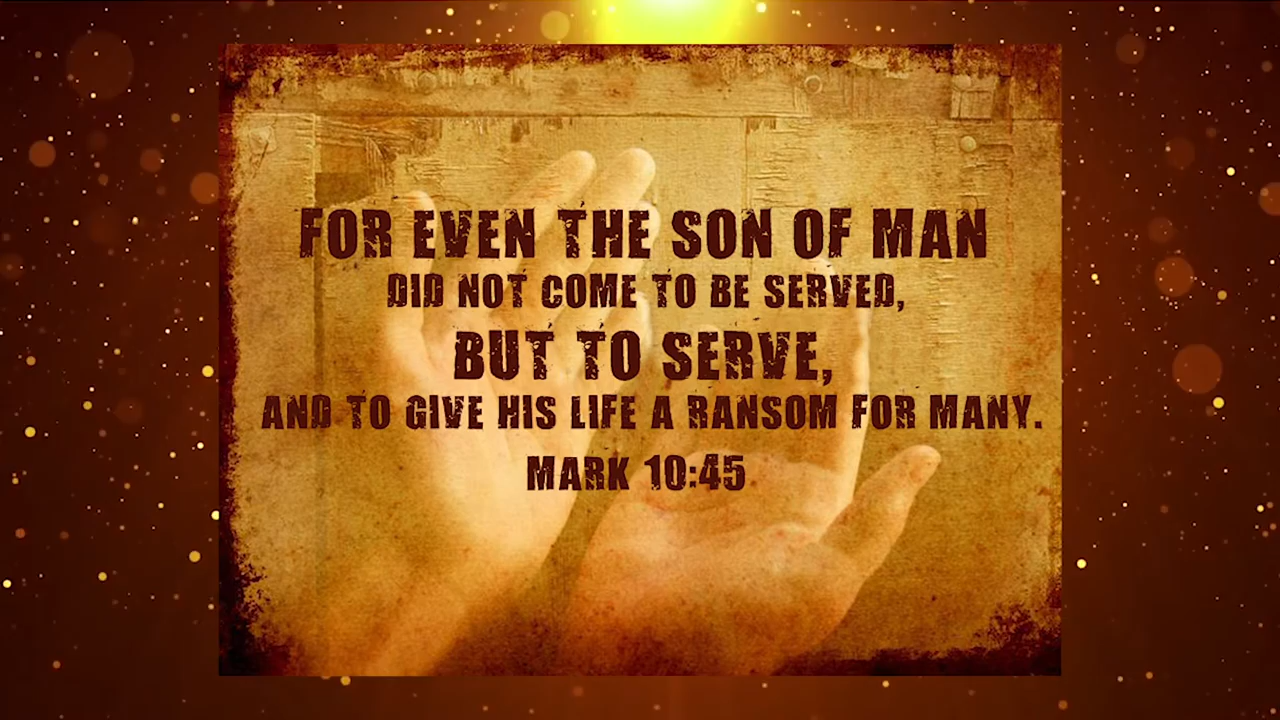 FOR EVEN THE SON OF MAN
DID NOT COME TO BE SERVED,
BUT TO SERVE,
AND TO GIVE HIS LIFE A RANSOM FOR MANY.
MARK 10:45